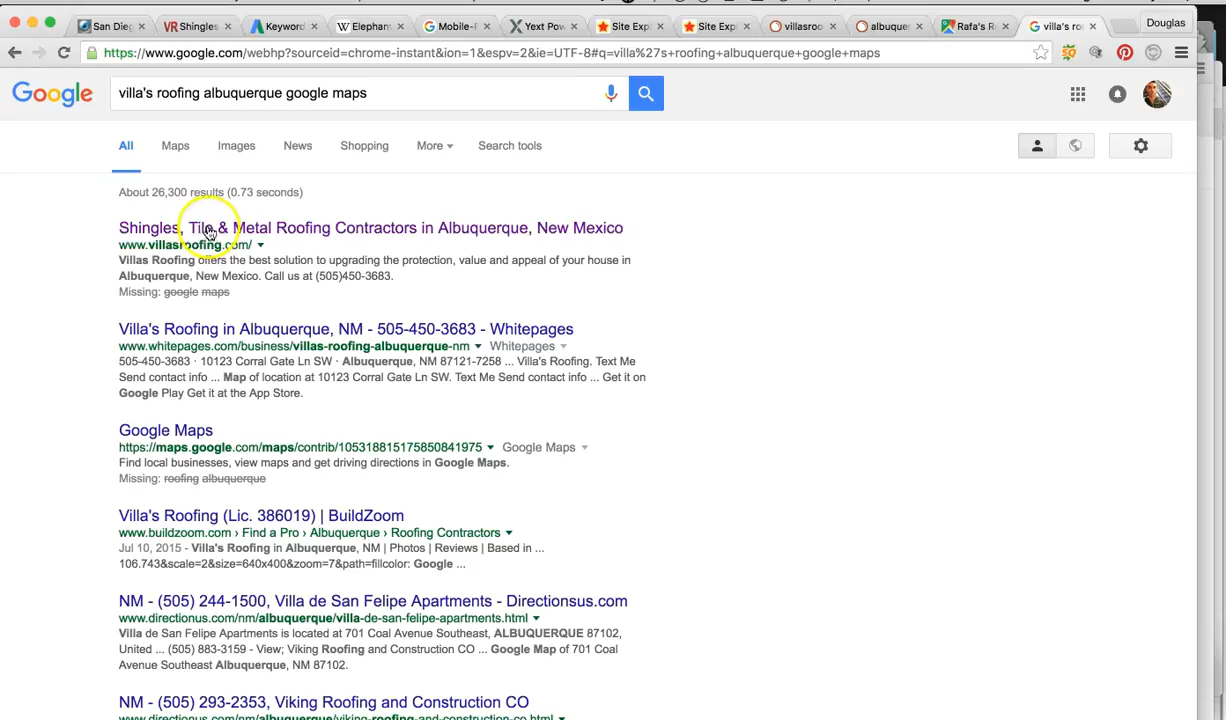 San Dieg
VR Shingles
Keyword
Elephan
Mobile-F
Yext Pow
Site Exp
Site Exp
villasroo
albuquer
Rafa's R
villa's ro
Douglas
https://www.google.com/webhp?sourceid=chrome-instant&ion=1&espv=2&ie=UTF-8#q=villa%27s+roofing+albuquerque+google+maps
Google
villa's roofing albuquerque google maps
All Maps Images News Shopping More Search tools
About 26,300 results (0.73 seconds)
Shingles, Tile & Metal Roofing Contractors in Albuquerque, New Mexico
www.villasroofing.com/
Villas Roofing offers the best solution to upgrading the protection, value and appeal of your house in
Albuquerque, New Mexico. Call us at (505)450-3683.
Missing: google maps
Villa's Roofing in Albuquerque, NM - 505-450-3683 - Whitepages
www.whitepages.com/business/villas-roofing-albuquerque-nm Whitepages
505-450-3683 · 10123 Corral Gate Ln SW · Albuquerque, NM 87121-7258 ... Villa's Roofing. Text Me
Send contact info ... Map of location at 10123 Corral Gate Ln SW. Text Me Send contact info ... Get it on
Google Play Get it at the App Store.
Google Maps
https://maps.google.com/maps/contrib/105318815175850841975 Google Maps
Find local businesses, view maps and get driving directions in Google Maps.
Missing: roofing albuquerque
Villa's Roofing (Lic. 386019) | BuildZoom
www.buildzoom.com › Find a Pro › Albuquerque › Roofing Contractors
Jul 10, 2015 - Villa's Roofing in Albuquerque, NM | Photos | Reviews | Based in ...
106.743&scale=2&size=640x400&zoom=7&path=fillcolor: Google ...
NM - (505) 244-1500, Villa de San Felipe Apartments - Directionsus.com
www.directionus.com/nm/albuquerque/villa-de-san-felipe-apartments.html
Villa de San Felipe Apartments is located at 701 Coal Avenue Southeast, ALBUQUERQUE 87102,
United ... (505) 883-3159 - View; Viking Roofing and Construction CO ... Google Map of 701 Coal
Avenue Southeast Albuquerque, NM 87102.
NM - (505) 293-2353, Viking Roofing and Construction CO
www.directionus.com/nm/albuquerque/viking-roofing-and-construction-co.html